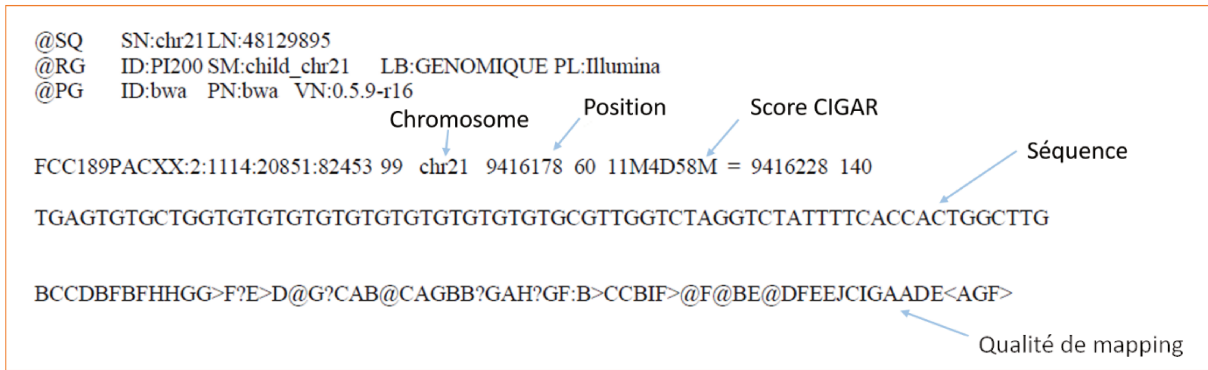 @SQ SN:chr21 LN:48129895
@RG ID:PI200 SM:child_chr21 LB:GENOMIQUE PL:Illumina
@PG ID:bwa PN:bwa VN:0.5.9-r16
Chromosome Position Score CIGAR
FCC189PACXX:2:1114:20851:82453 99 chr21 9416178 60 11M4D58M = 9416228 140
Séquence
TGAGTGTGCTGGTGTGTGTGTGTGTGTGTGTGTGTGCGTTGGTCTAGGTCTATTTTCACCACTGGCTTG
BCCDBFBFHHGG>F?E>D@G?CAB@CAGBB?GAH?GF:B>CCBIF>@F@BE@DFEEJCIGAADE<AGF>
Qualité de mapping